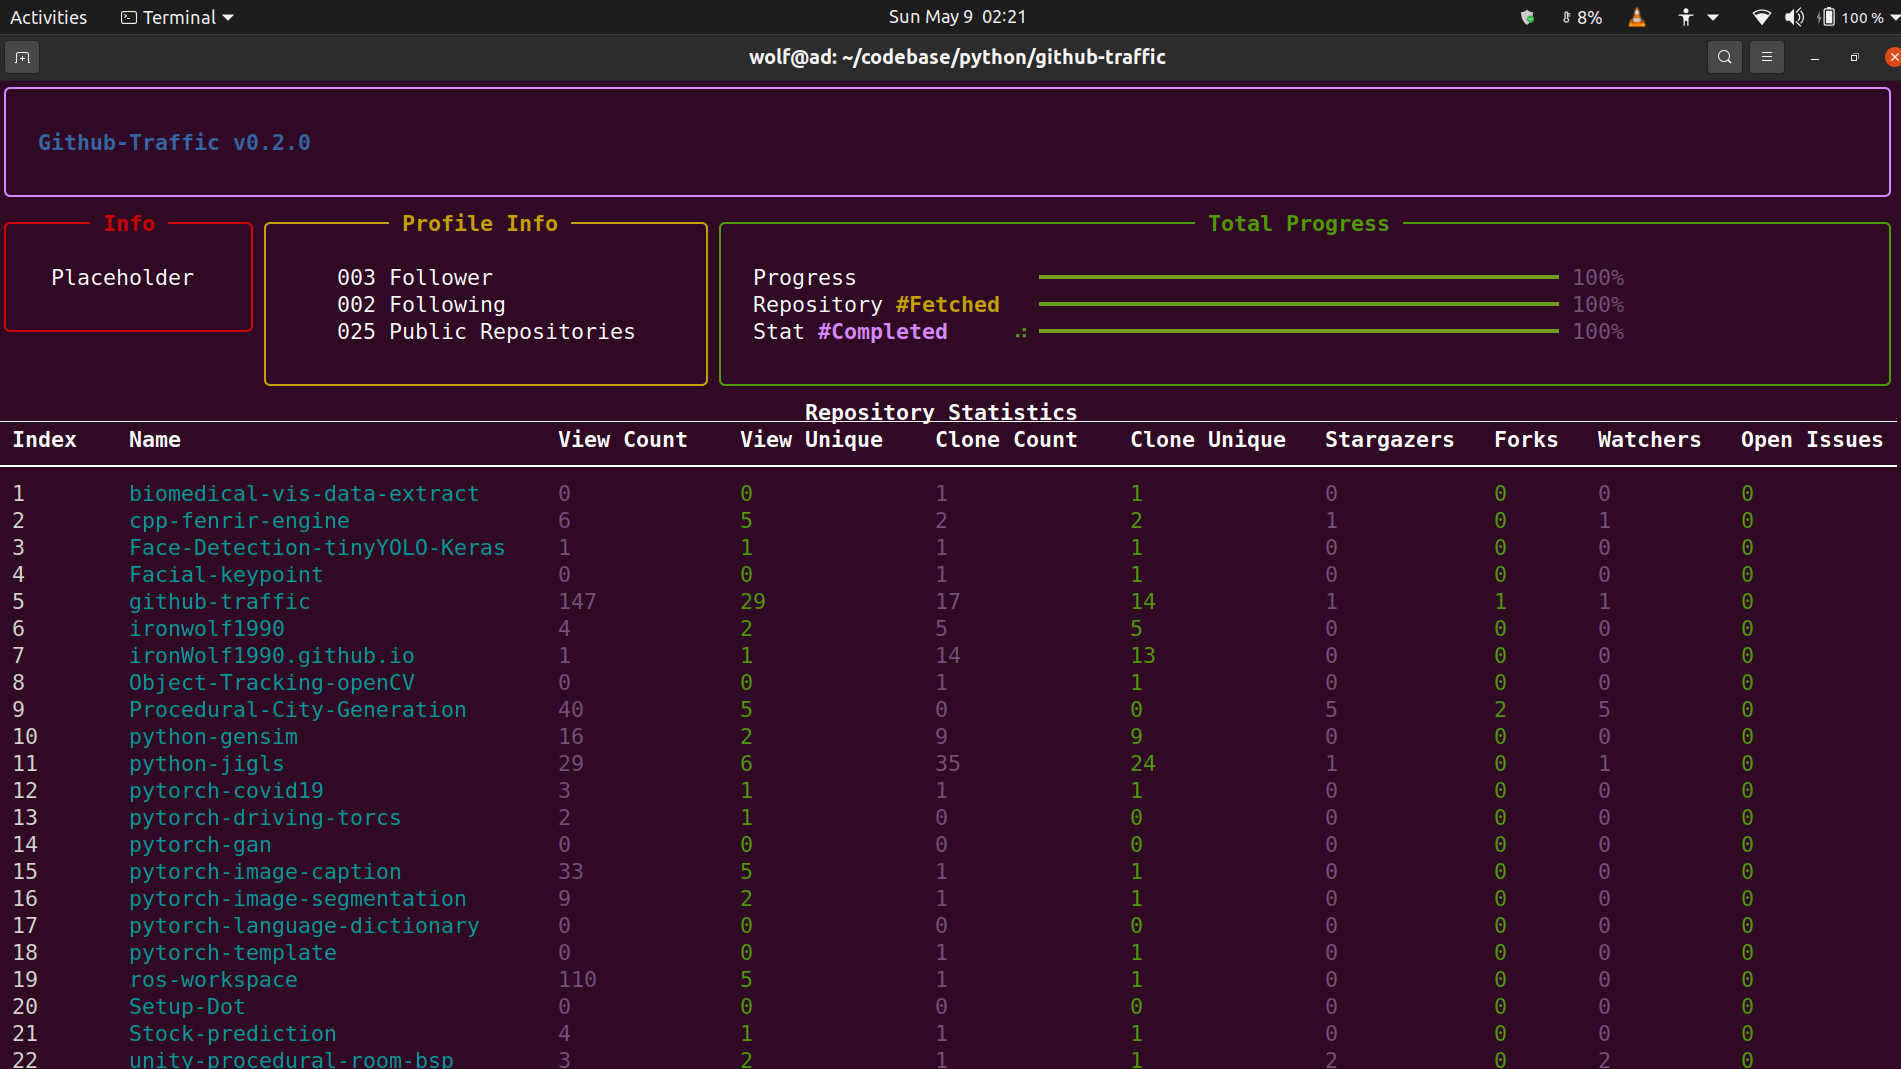 Activities Terminal Sun May 9 02:21 8% 100 %
wolf@ad: ~/codebase/python/github-traffic
Github-Traffic v0.2.0
Info Profile Info Total Progress
Placeholder 003 Follower Progress 100%
002 Following Repository #Fetched 100%
025 Public Repositories Stat #Completed 100%
Repository Statistics
Index Name View Count View Unique Clone Count Clone Unique Stargazers Forks Watchers Open Issues
1 biomedical-vis-data-extract 0 0 1 1 0 0 0 0
2 cpp-fenrir-engine 6 5 2 2 1 0 1 0
3 Face-Detection-tinyYOLO-Keras 1 1 1 1 0 0 0 0
4 Facial-keypoint 0 0 1 1 0 0 0 0
5 github-traffic 147 29 17 14 1 1 1 0
6 ironwolf1990 4 2 5 5 0 0 0 0
7 ironWolf1990.github.io 1 1 14 13 0 0 0 0
8 Object-Tracking-openCV 0 0 1 1 0 0 0 0
9 Procedural-City-Generation 40 5 0 0 5 2 5 0
10 python-gensim 16 2 9 9 0 0 0 0
11 python-jigls 29 6 35 24 1 0 1 0
12 pytorch-covid19 3 1 1 1 0 0 0 0
13 pytorch-driving-torcs 2 1 0 0 0 0 0 0
14 pytorch-gan 0 0 0 0 0 0 0 0
15 pytorch-image-caption 33 5 1 1 0 0 0 0
16 pytorch-image-segmentation 9 2 1 1 0 0 0 0
17 pytorch-language-dictionary 0 0 0 0 0 0 0 0
18 pytorch-template 0 0 1 1 0 0 0 0
19 ros-workspace 110 5 1 1 0 0 0 0
20 Setup-Dot 0 0 0 0 0 0 0 0
21 Stock-prediction 4 1 1 1 0 0 0 0
22 unity-procedural-room-bsp 3 2 1 1 2 0 2 0